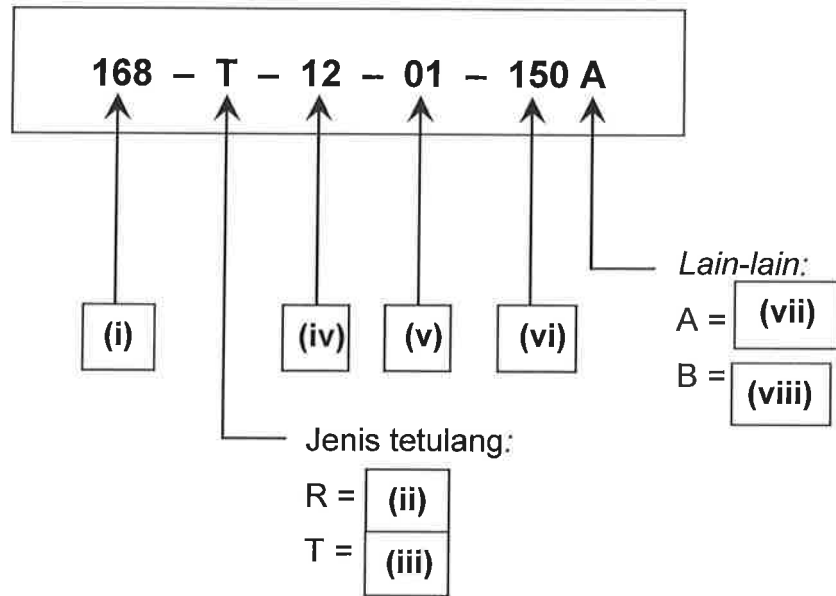 168 – T – 12 – 01 – 150 A
Lain-lain:
A = (vii)
(i) (iv) (v) (vi)
B = (viii)
Jenis tetulang:
R = (ii)
T = (iii)